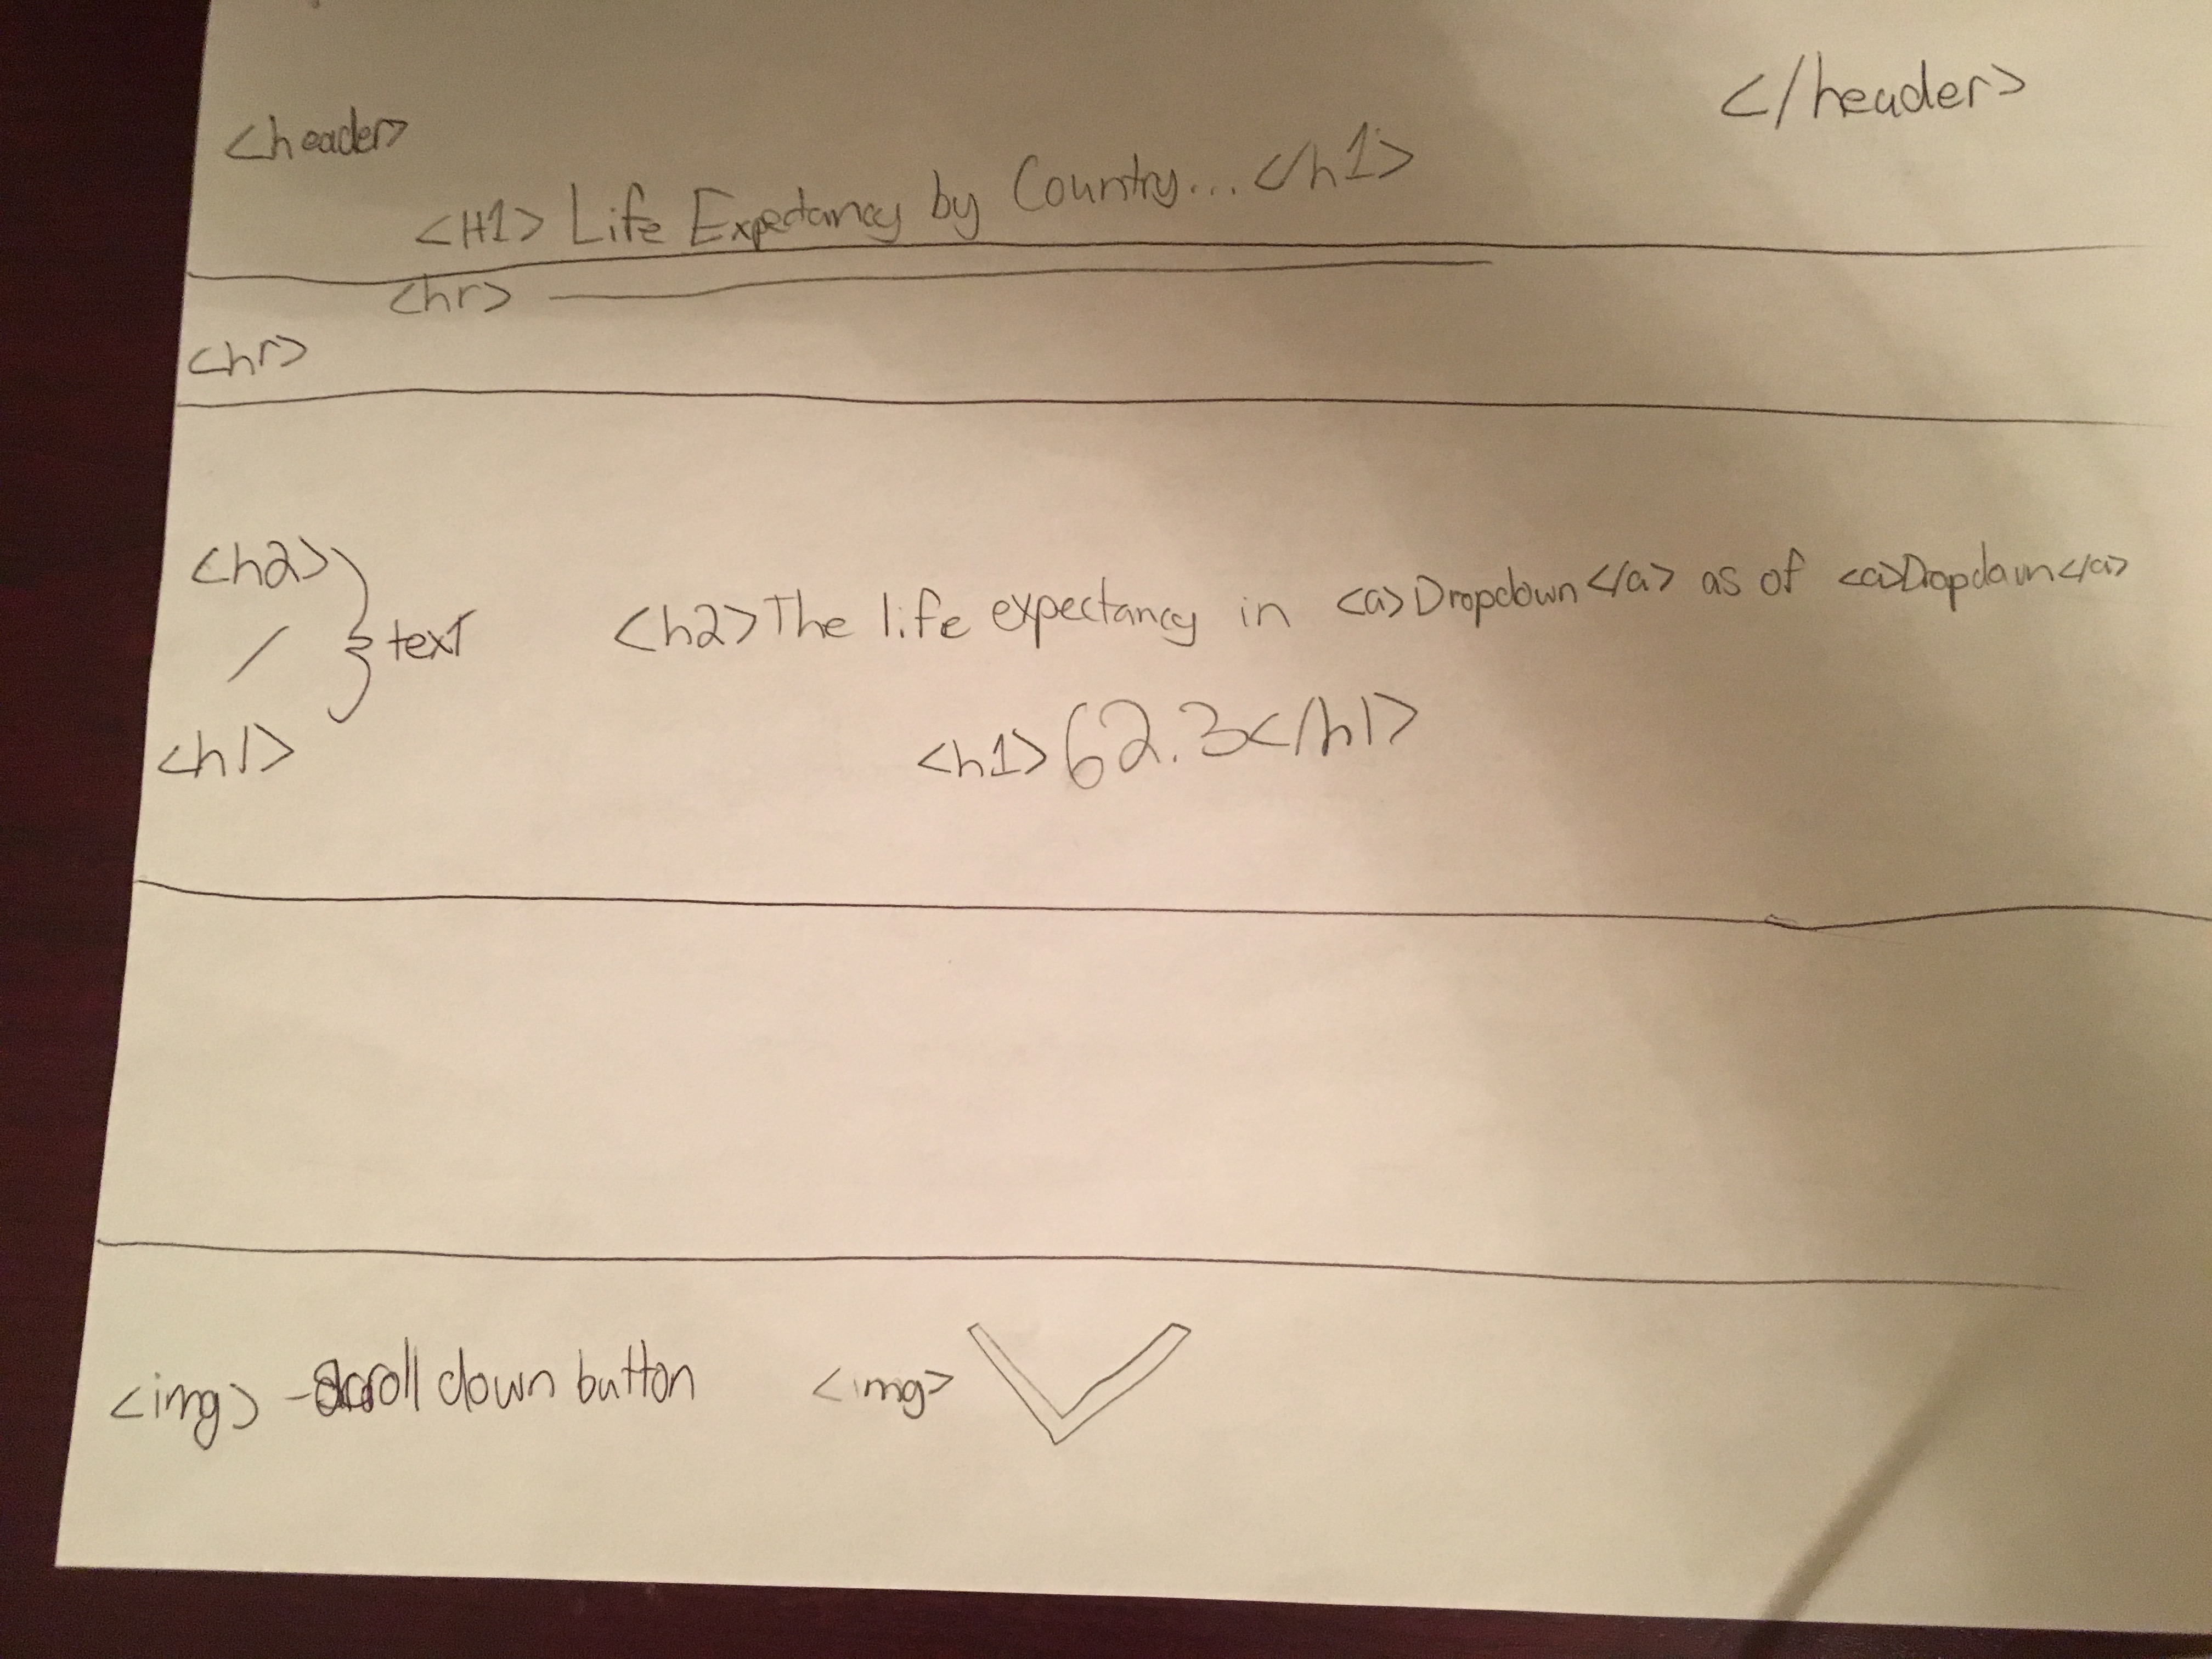 <header> </header>
<H1> Life Expectancy by Country... </h1>
<hr> <hr>
<h2> <h2>The life expectancy in <a>Dropdown</a> as of <a>Dropdown</a>
/ } text
<h1> <h1>62.3</h1>
<img> - scroll down button <img>